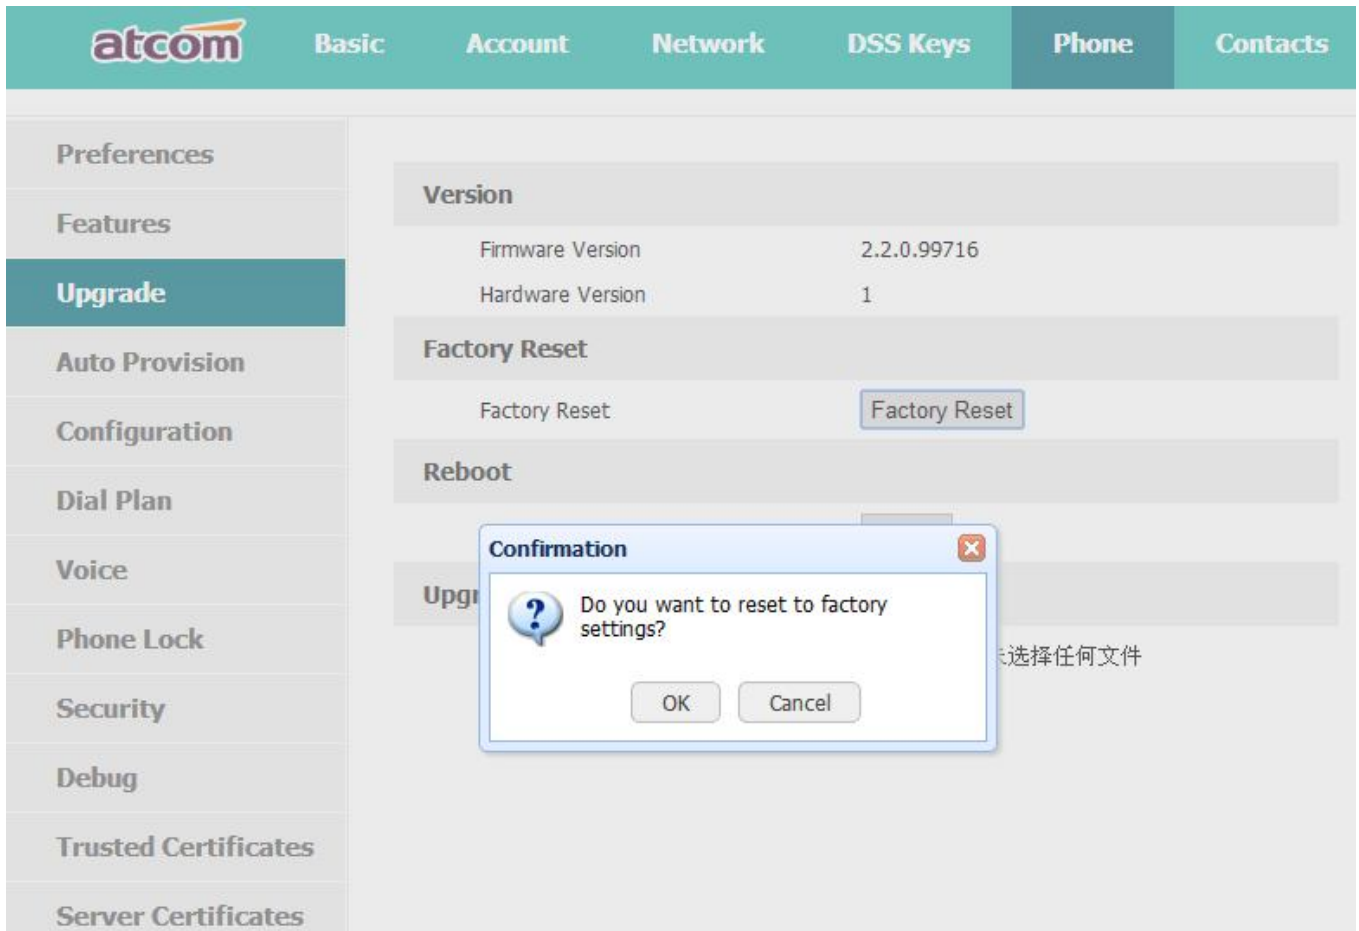 atcom Basic Account Network DSS Keys Phone Contacts
Preferences
Features
Upgrade
Auto Provision
Configuration
Dial Plan
Voice
Phone Lock
Security
Debug
Trusted Certificates
Server Certificates
Version
Firmware Version 2.2.0.99716
Hardware Version 1
Factory Reset
Factory Reset Factory Reset
Reboot
Confirmation
Do you want to reset to factory
settings?
OK Cancel
选择任何文件